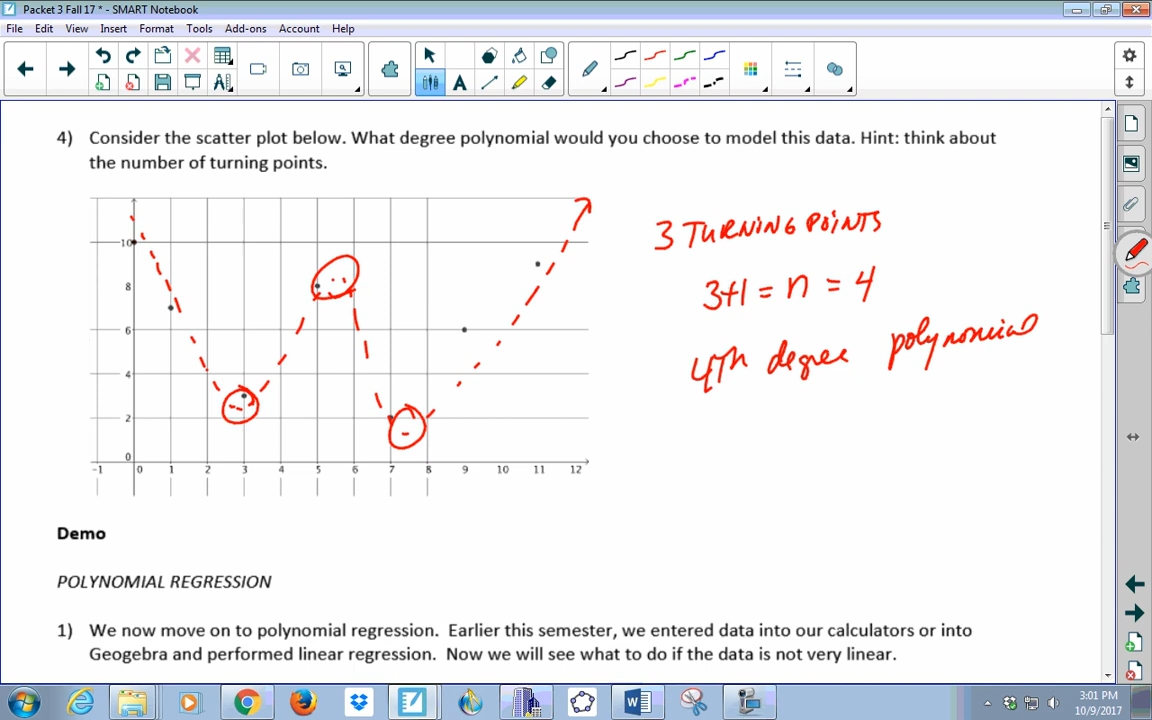 Packet 3 Fall 17 * - SMART Notebook
File Edit View Insert Format Tools Add-ons Account Help
4) Consider the scatter plot below. What degree polynomial would you choose to model this data. Hint: think about
the number of turning points.
10
8
6
4
2
0
-1 0 1 2 3 4 5 6 7 8 9 10 11 12
3 TURNING POINTS
3+1 = n = 4
4TH degree polynomial
Demo
POLYNOMIAL REGRESSION
1) We now move on to polynomial regression. Earlier this semester, we entered data into our calculators or into
Geogebra and performed linear regression. Now we will see what to do if the data is not very linear.
3:01 PM
10/9/2017